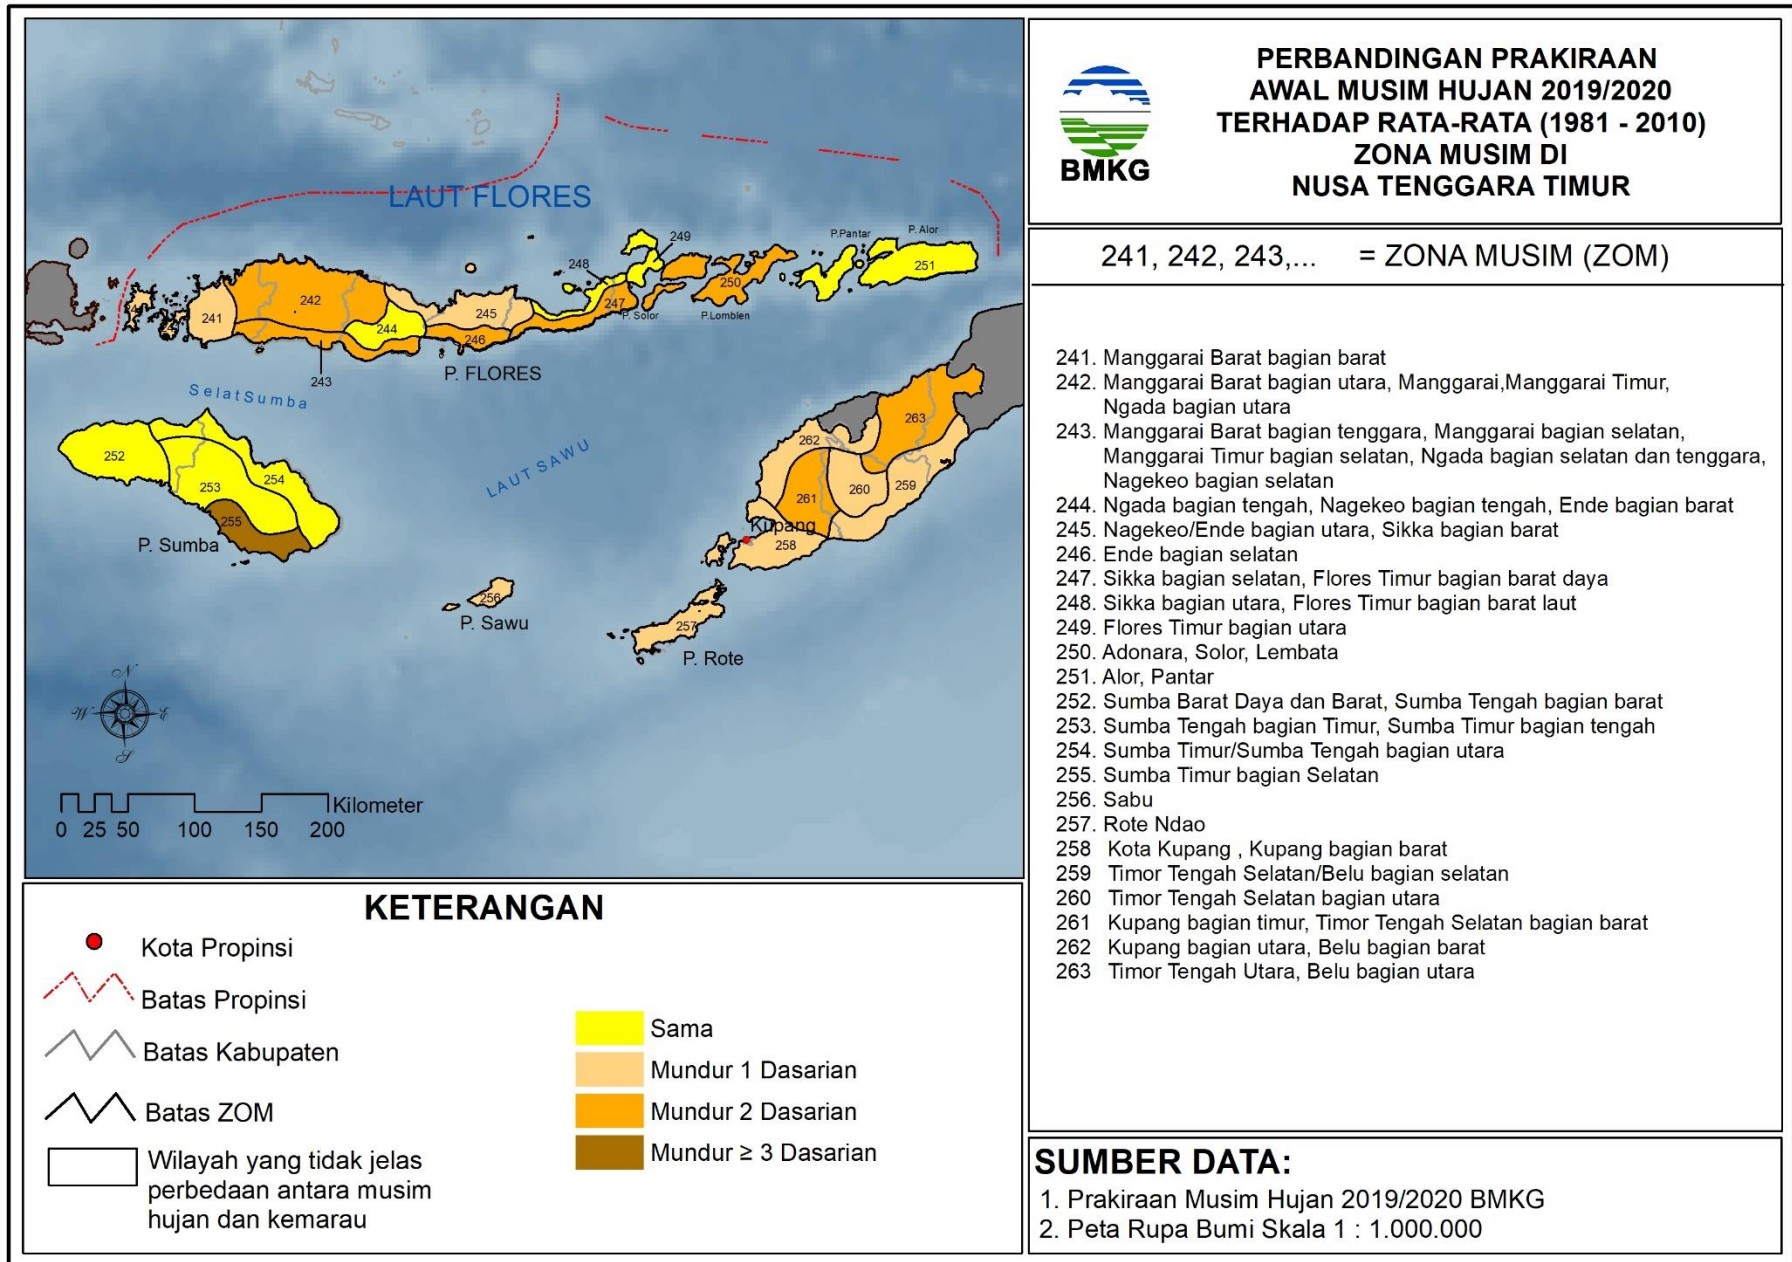 PERBANDINGAN PRAKIRAAN
AWAL MUSIM HUJAN 2019/2020
TERHADAP RATA-RATA (1981 - 2010)
ZONA MUSIM DI
NUSA TENGGARA TIMUR
BMKG
241, 242, 243,... = ZONA MUSIM (ZOM)
241. Manggarai Barat bagian barat
242. Manggarai Barat bagian utara, Manggarai,Manggarai Timur,
Ngada bagian utara
243. Manggarai Barat bagian tenggara, Manggarai bagian selatan,
Manggarai Timur bagian selatan, Ngada bagian selatan dan tenggara,
Nagekeo bagian selatan
244. Ngada bagian tengah, Nagekeo bagian tengah, Ende bagian barat
245. Nagekeo/Ende bagian utara, Sikka bagian barat
246. Ende bagian selatan
247. Sikka bagian selatan, Flores Timur bagian barat daya
248. Sikka bagian utara, Flores Timur bagian barat laut
249. Flores Timur bagian utara
250. Adonara, Solor, Lembata
251. Alor, Pantar
252. Sumba Barat Daya dan Barat, Sumba Tengah bagian barat
253. Sumba Tengah bagian Timur, Sumba Timur bagian tengah
254. Sumba Timur/Sumba Tengah bagian utara
255. Sumba Timur bagian Selatan
256. Sabu
257. Rote Ndao
258 Kota Kupang , Kupang bagian barat
259 Timor Tengah Selatan/Belu bagian selatan
260 Timor Tengah Selatan bagian utara
261 Kupang bagian timur, Timor Tengah Selatan bagian barat
262 Kupang bagian utara, Belu bagian barat
263 Timor Tengah Utara, Belu bagian utara
SUMBER DATA:
1. Prakiraan Musim Hujan 2019/2020 BMKG
2. Peta Rupa Bumi Skala 1 : 1.000.000
LAUT FLORES
P.Pantar
P. Alor
249
248
251
250
247
P. Solor
P.Lomblen
242
241
245
244
246
243
P. FLORES
Selat Sumba
LAUT SAWU
252
253
254
255
P. Sumba
263
262
261
260
259
Kupang
258
256
P. Sawu
257
P. Rote
N
W
E
S
Kilometer
0 25 50 100 150 200
KETERANGAN
Kota Propinsi
Batas Propinsi
Batas Kabupaten
Batas ZOM
Wilayah yang tidak jelas
perbedaan antara musim
hujan dan kemarau
Sama
Mundur 1 Dasarian
Mundur 2 Dasarian
Mundur ≥ 3 Dasarian